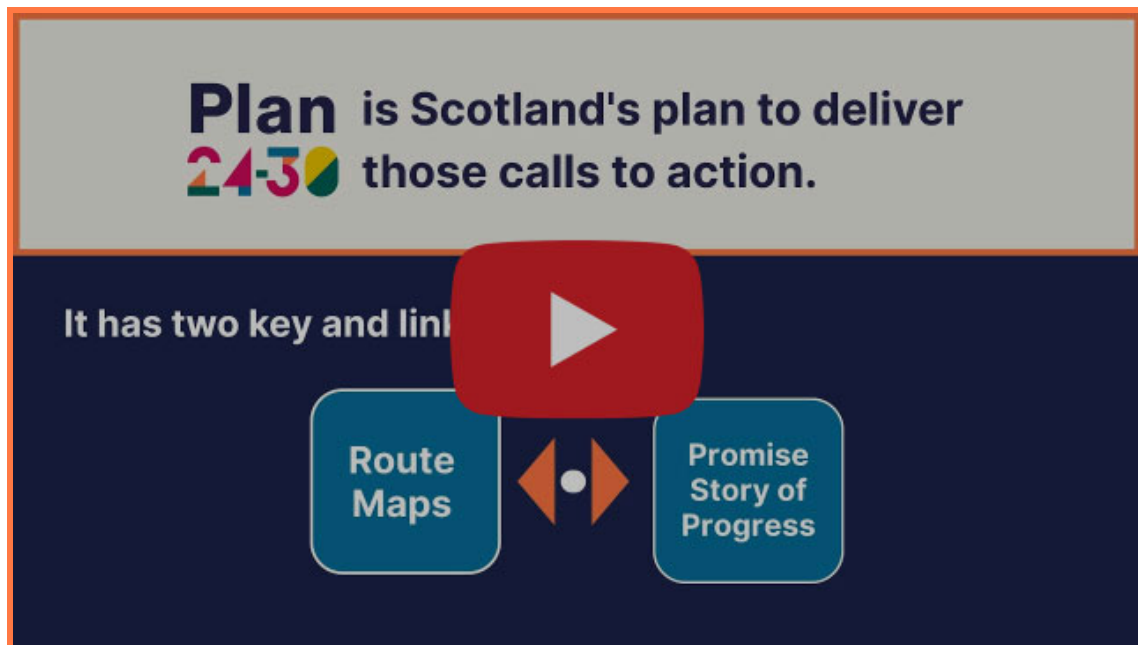 Plan is Scotland's plan to deliver
24-30 those calls to action.
It has two key and
Route
Maps
Promise
Story of
Progress